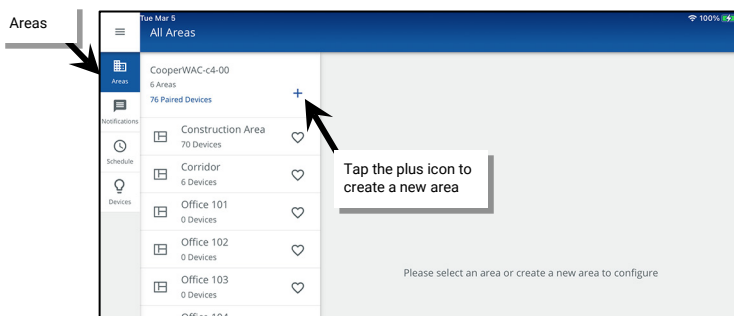 Areas
Tue Mar 5
100%
All Areas
Areas
CooperWAC-c4-00
6 Areas
76 Paired Devices
+
Notifications
Construction Area
70 Devices
Schedule
Corridor
6 Devices
Tap the plus icon to
create a new area
Devices
Office 101
0 Devices
Office 102
0 Devices
Please select an area or create a new area to configure
Office 103
0 Devices
Office 104